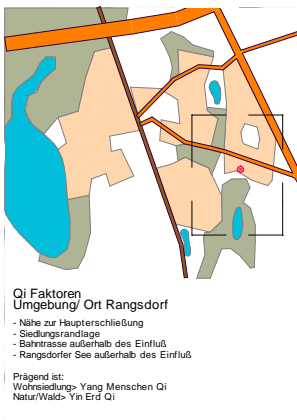 Qi Faktoren
Umgebung/ Ort Rangsdorf
- Nähe zur Haupterschließung
- Siedlungsrandlage
- Bahntrasse außerhalb des Einfluß
- Rangsdorfer See außerhalb des Einfluß
Prägend ist:
Wohnsiedlung> Yang Menschen Qi
Natur/Wald> Yin Erd Qi